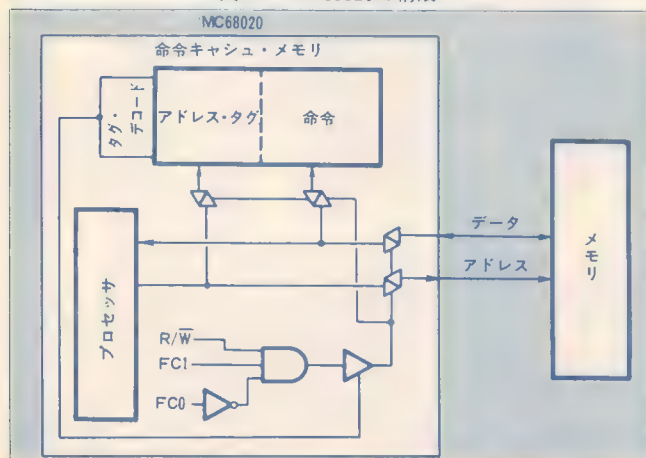 MC68020
命令キャシュ・メモリ
タグ・デコード
アドレス・タグ
命令
プロセッサ
データ
アドレス
メモリ
R/W̅
FC1
FC0